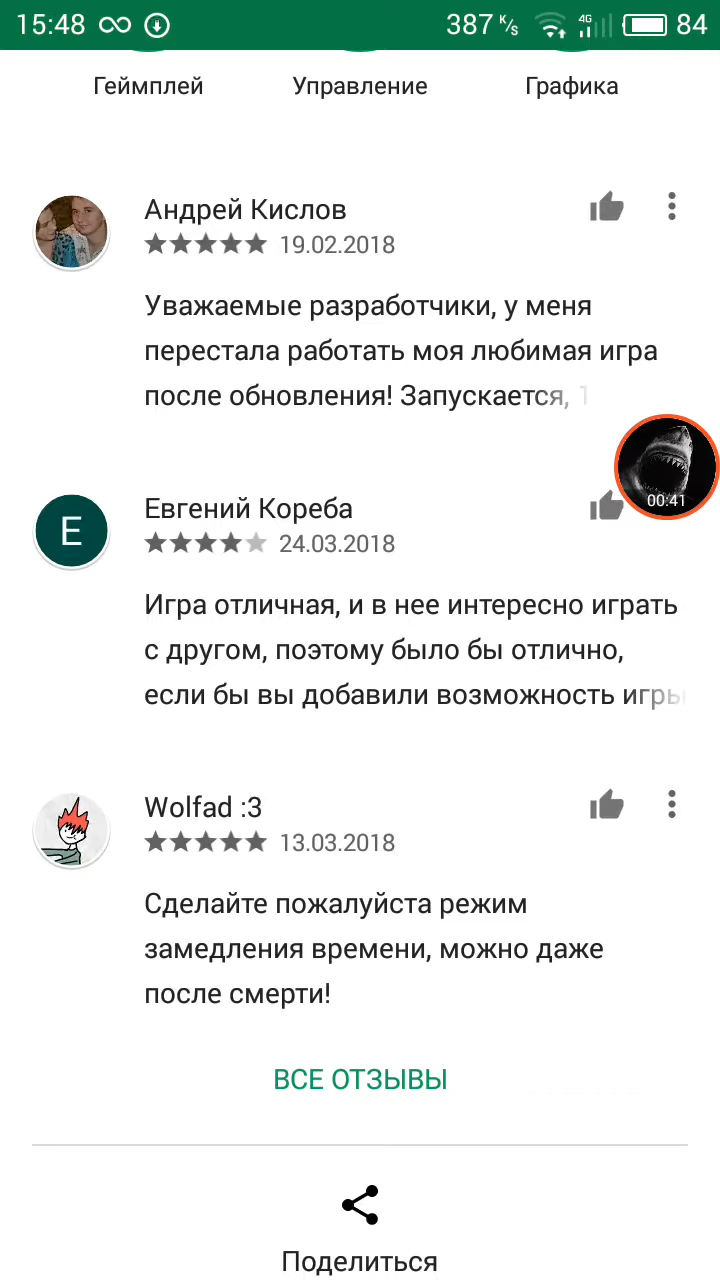 15:48 387 K/s 4G 84
Геймплей Управление Графика
Андрей Кислов
19.02.2018
Уважаемые разработчики, у меня
перестала работать моя любимая игра
после обновления! Запускается,
00:41
Е Евгений Кореба
24.03.2018
Игра отличная, и в нее интересно играть
с другом, поэтому было бы отлично,
если бы вы добавили возможность игры
Wolfad :3
13.03.2018
Сделайте пожалуйста режим
замедления времени, можно даже
после смерти!
ВСЕ ОТЗЫВЫ
Поделиться